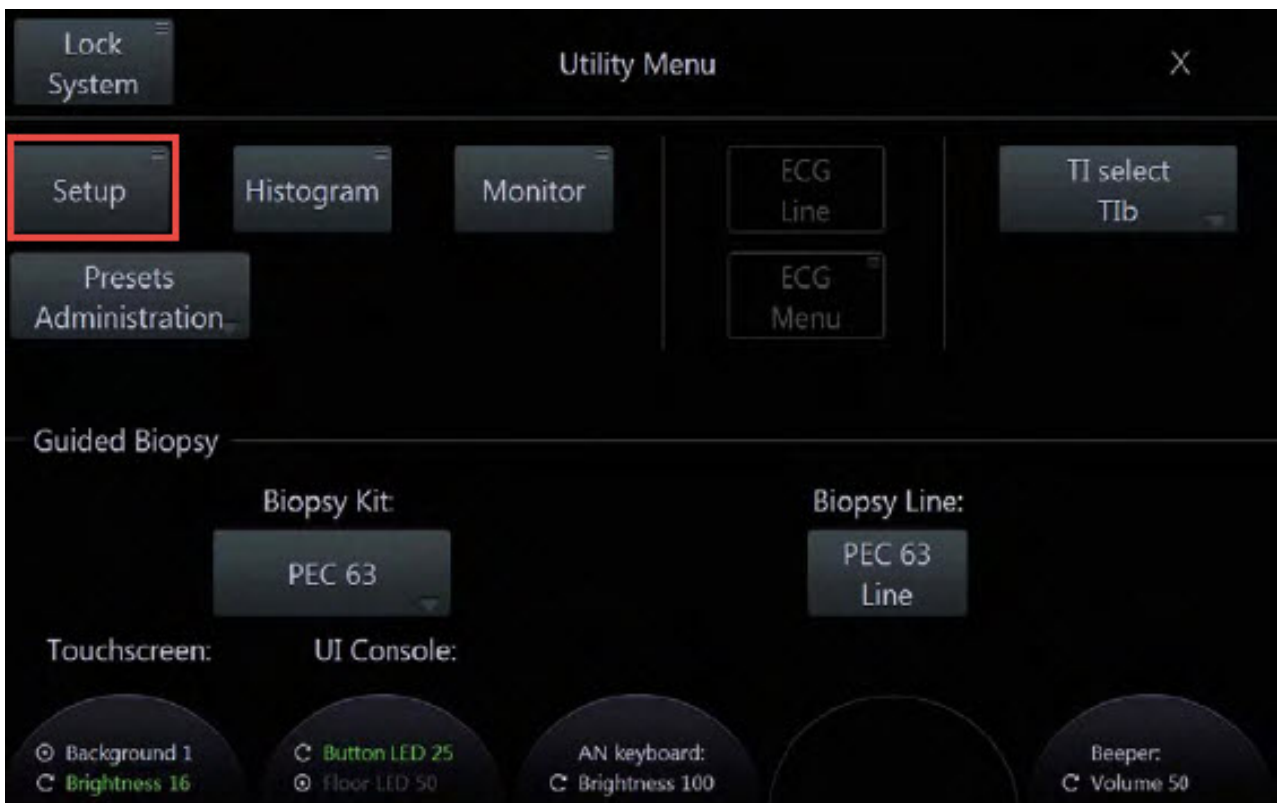 Lock
System
Utility Menu
X
Setup
Histogram
Monitor
ECG
Line
TI select
TIb
Presets
Administration
ECG
Menu
Guided Biopsy
Biopsy Kit:
Biopsy Line:
PEC 63
PEC 63
Line
Touchscreen:
UI Console:
Background 1
Brightness 16
Button LED 25
Floor LED 50
AN keyboard:
Brightness 100
Beeper:
Volume 50